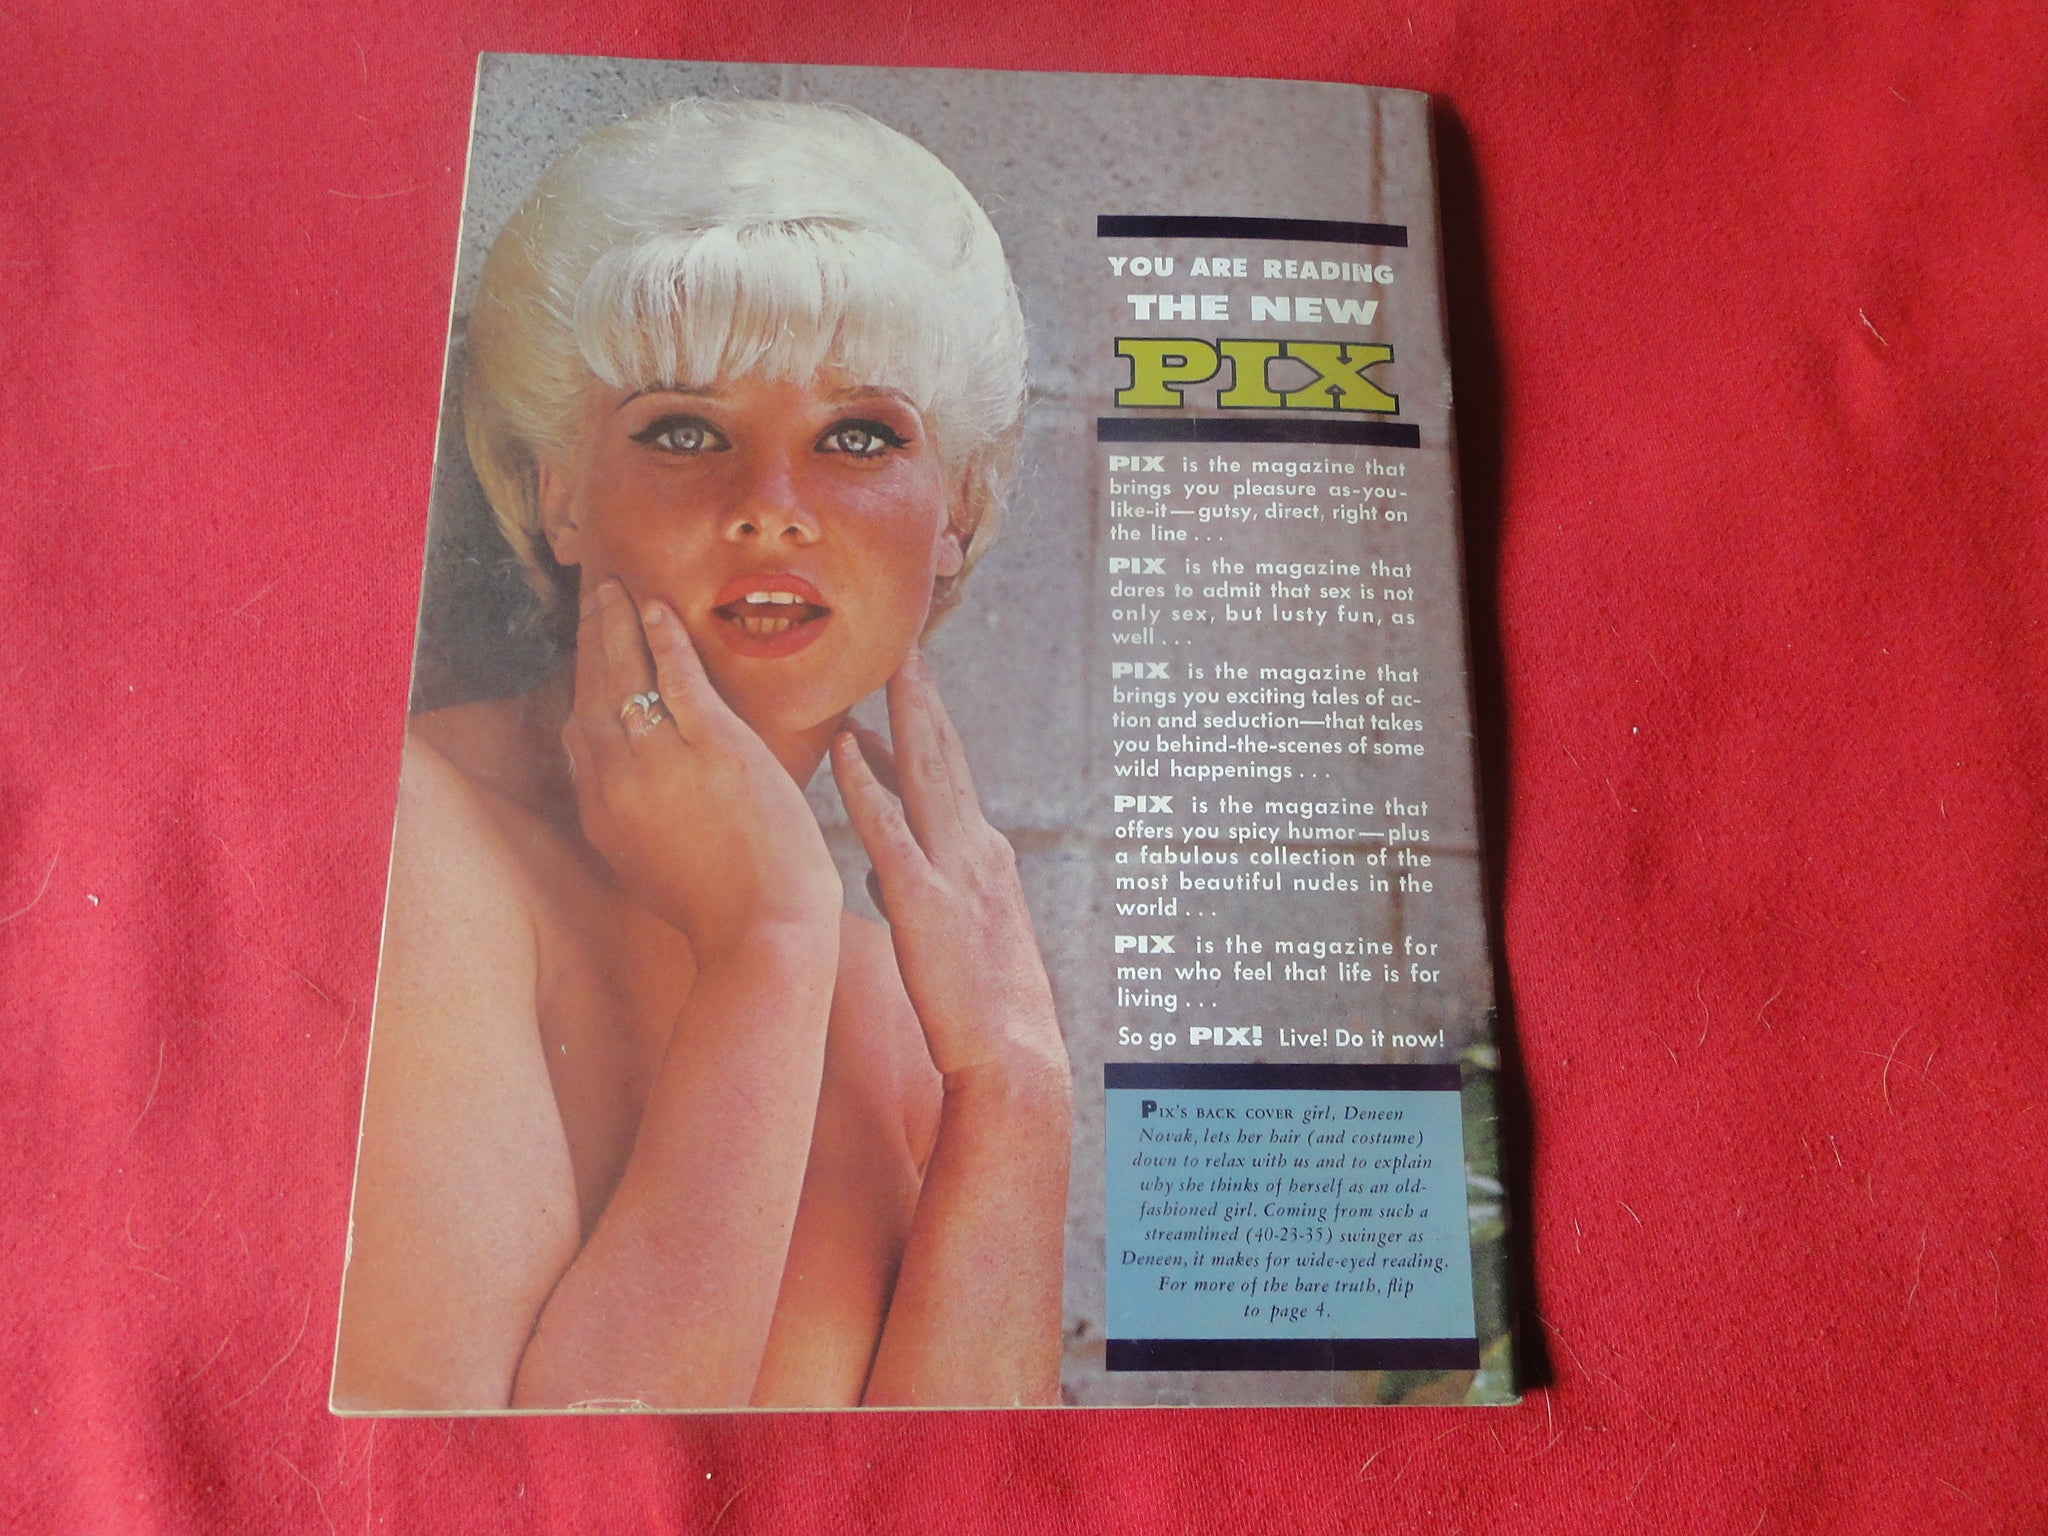 YOU ARE READING
THE NEW
PIX
PIX is the magazine that
brings you pleasure as-you-
like-it—gutsy, direct, right on
the line . . .
PIX is the magazine that
dares to admit that sex is not
only sex, but lusty fun, as
well . . .
PIX is the magazine that
brings you exciting tales of ac-
tion and seduction—that takes
you behind-the-scenes of some
wild happenings . . .
PIX is the magazine that
offers you spicy humor—plus
a fabulous collection of the
most beautiful nudes in the
world . . .
PIX is the magazine for
men who feel that life is for
living . . .
So go PIX! Live! Do it now!
PIX'S BACK COVER girl, Deneen
Novak, lets her hair (and costume)
down to relax with us and to explain
why she thinks of herself as an old-
fashioned girl. Coming from such a
streamlined (40-23-35) swinger as
Deneen, it makes for wide-eyed reading.
For more of the bare truth, flip
to page 4.